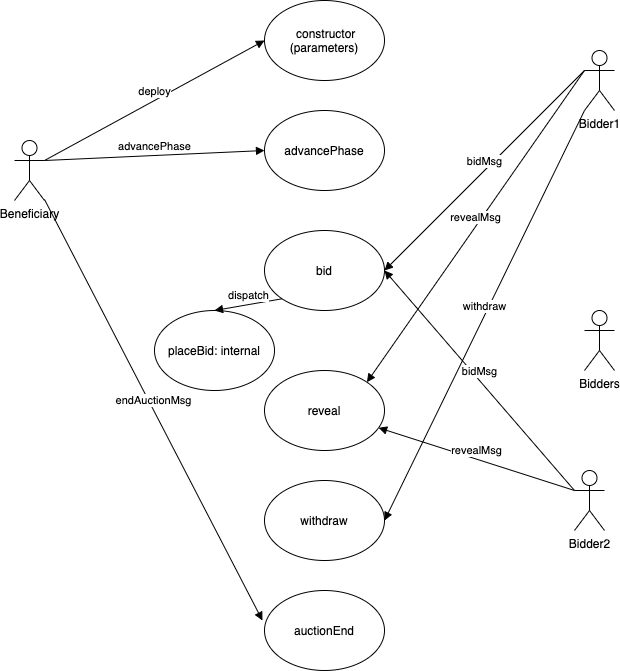 constructor
(parameters)
deploy
Bidder1
advancePhase
advancePhase
bidMsg
Beneficiary
revealMsg
bid
dispatch
withdraw
placeBid: internal
bidMsg
Bidders
endAuctionMsg
reveal
revealMsg
withdraw
Bidder2
auctionEnd